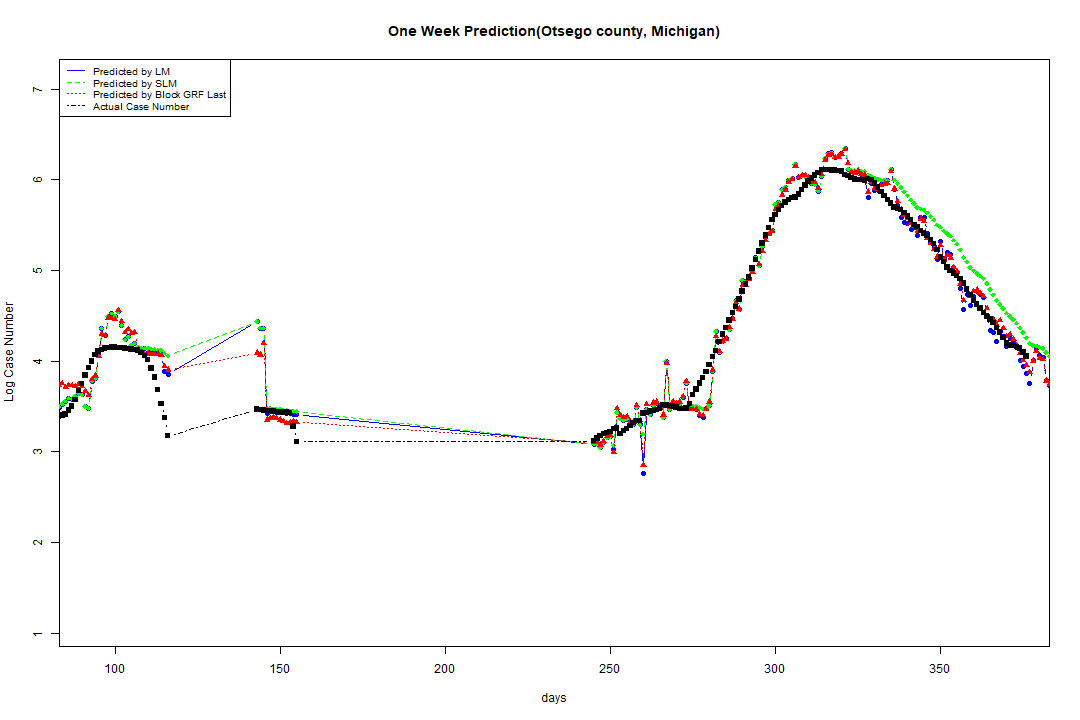 One Week Prediction(Otsego county, Michigan)
Predicted by LM
Predicted by SLM
Predicted by Block GRF Last
Actual Case Number
7
6
5
4
3
2
1
Log Case Number
100
150
200
250
300
350
days